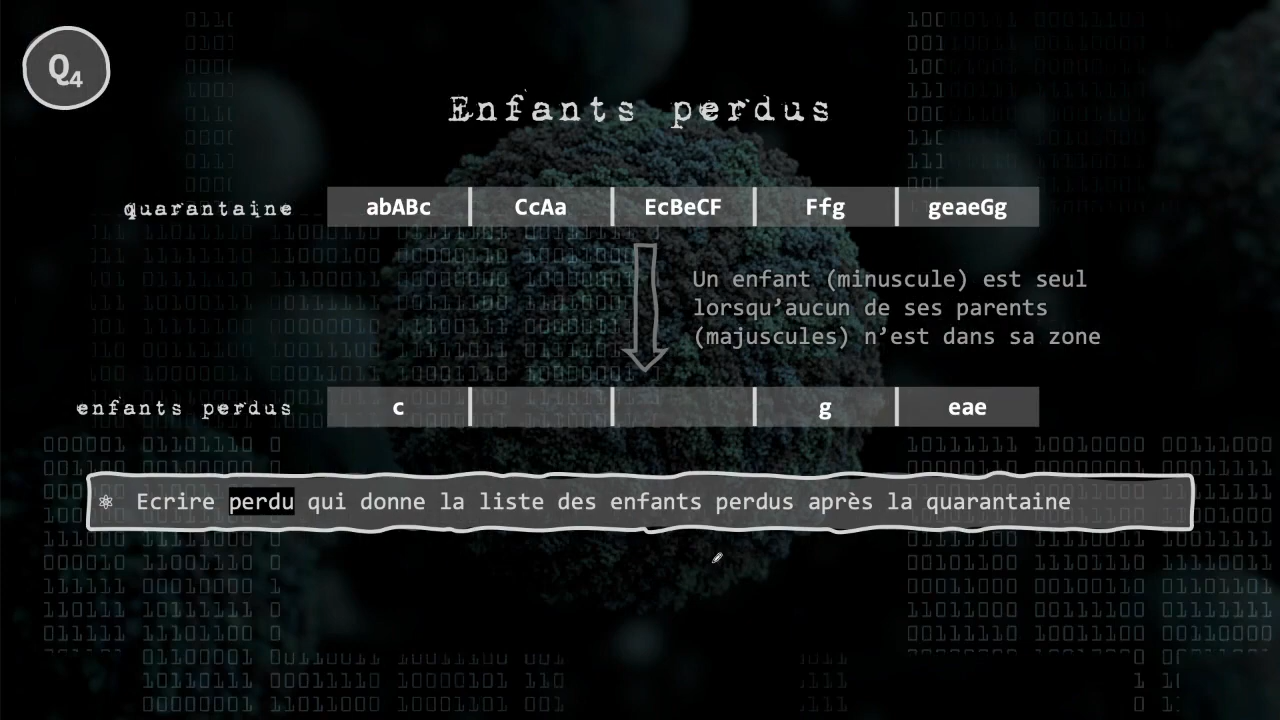 Q4
Enfants perdus
quarantaine abABc CcAa EcBeCF Ffg geaeGg
Un enfant (minuscule) est seul
lorsqu’aucun de ses parents
(majuscules) n’est dans sa zone
enfants perdus c g eae
Ecrire perdu qui donne la liste des enfants perdus après la quarantaine